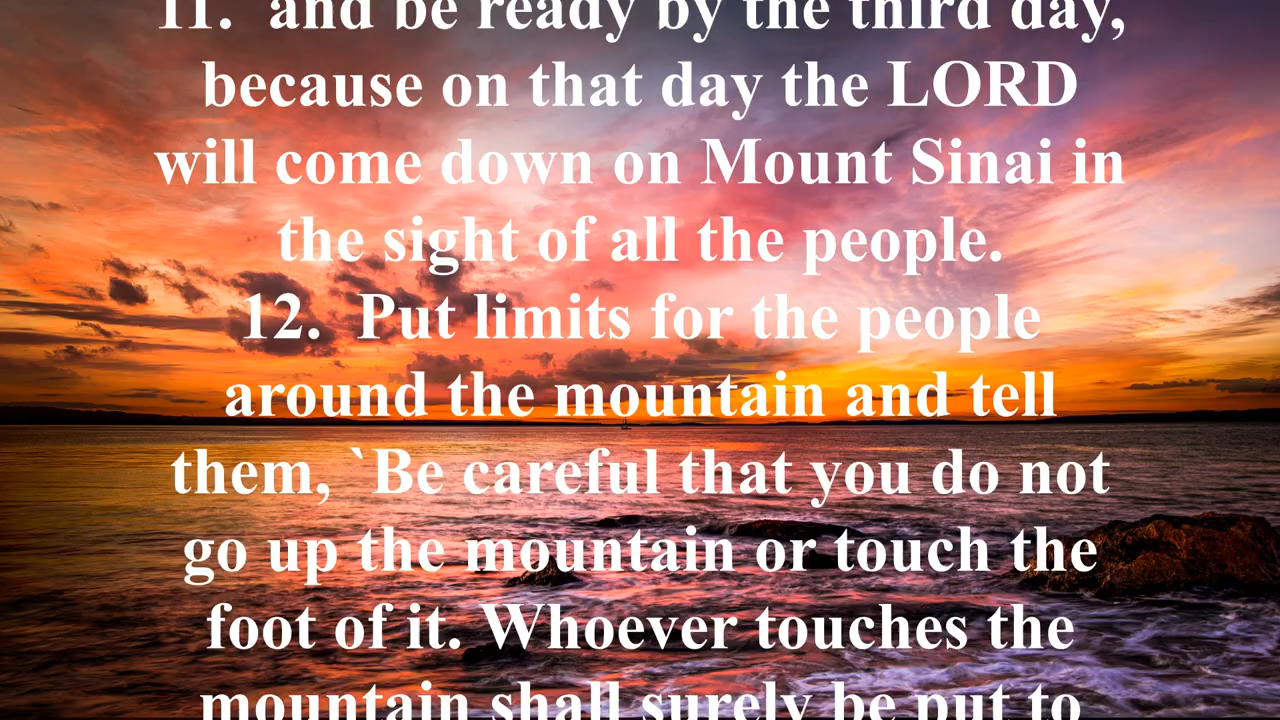 11.  and be ready by the third day,
because on that day the LORD
will come down on Mount Sinai in
the sight of all the people.
12.  Put limits for the people
around the mountain and tell
them, `Be careful that you do not
go up the mountain or touch the
foot of it. Whoever touches the
mountain shall surely be put to